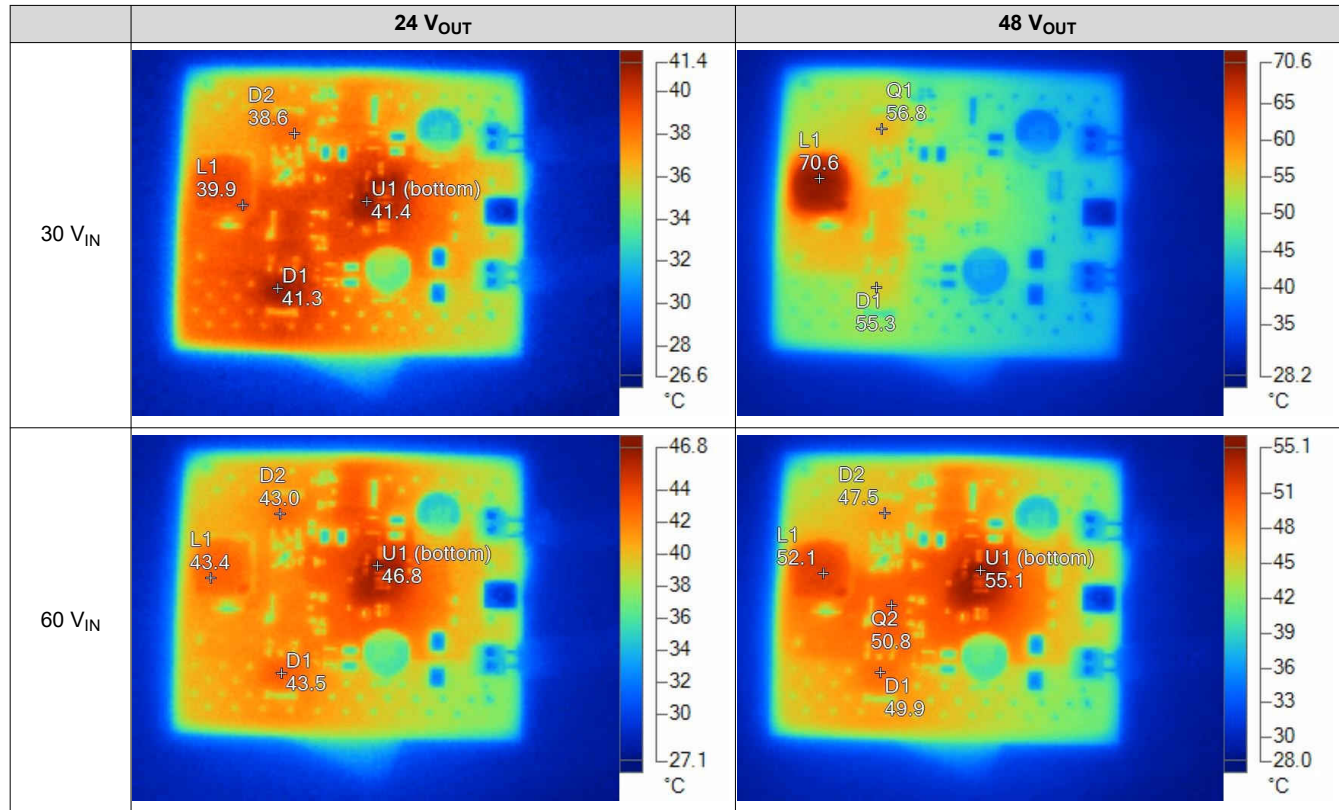 24 VOUT
48 VOUT
30 VIN
D2
38.6
L1
39.9
U1 (bottom)
41.4
D1
41.3
41.4
40
38
36
34
32
30
28
26.6
°C
Q1
56.8
L1
70.6
D1
55.3
70.6
65
60
55
50
45
40
35
28.2
°C
60 VIN
D2
43.0
L1
43.4
U1 (bottom)
46.8
D1
43.5
46.8
44
42
40
38
36
34
32
30
27.1
°C
D2
47.5
L1
52.1
U1 (bottom)
55.1
Q2
50.8
D1
49.9
55.1
51
48
45
42
39
36
33
30
28.0
°C